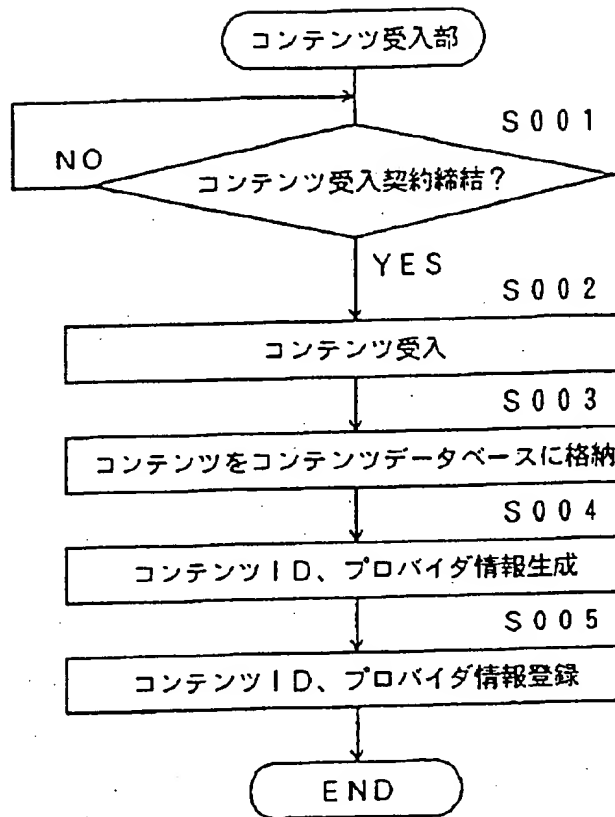 コンテンツ受入部
S001
NO
コンテンツ受入契約締結?
YES
S002
コンテンツ受入
S003
コンテンツをコンテンツデータベースに格納
S004
コンテンツID、プロバイダ情報生成
S005
コンテンツID、プロバイダ情報登録
END